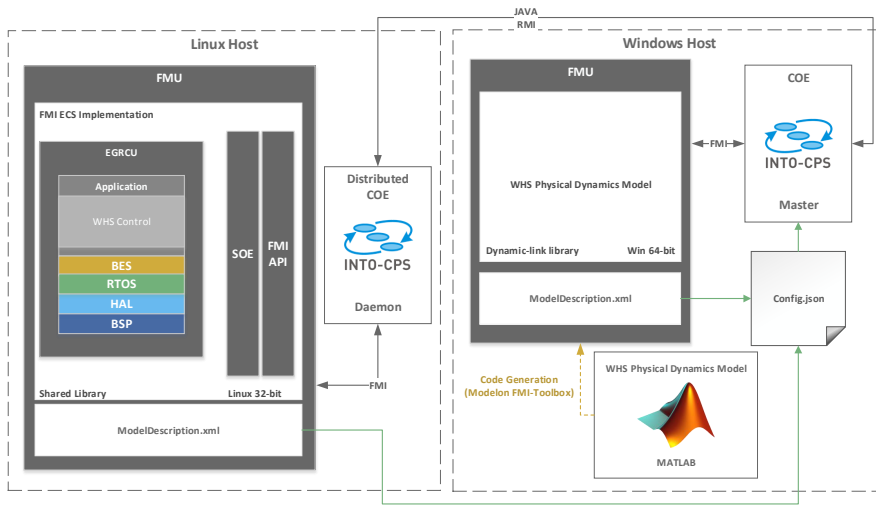 JAVA
RMI
Linux Host
FMU
FMI ECS Implementation
EGRCU
Application
WHS Control
BES
RTOS
HAL
BSP
SOE
FMI
API
Shared Library
Linux 32-bit
ModelDescription.xml
Distributed
COE
INTO-CPS
Daemon
FMI
Windows Host
FMU
WHS Physical Dynamics Model
Dynamic-link library
Win 64-bit
ModelDescription.xml
FMI
COE
INTO-CPS
Master
Config.json
Code Generation
(Modelon FMI-Toolbox)
WHS Physical Dynamics Model
MATLAB